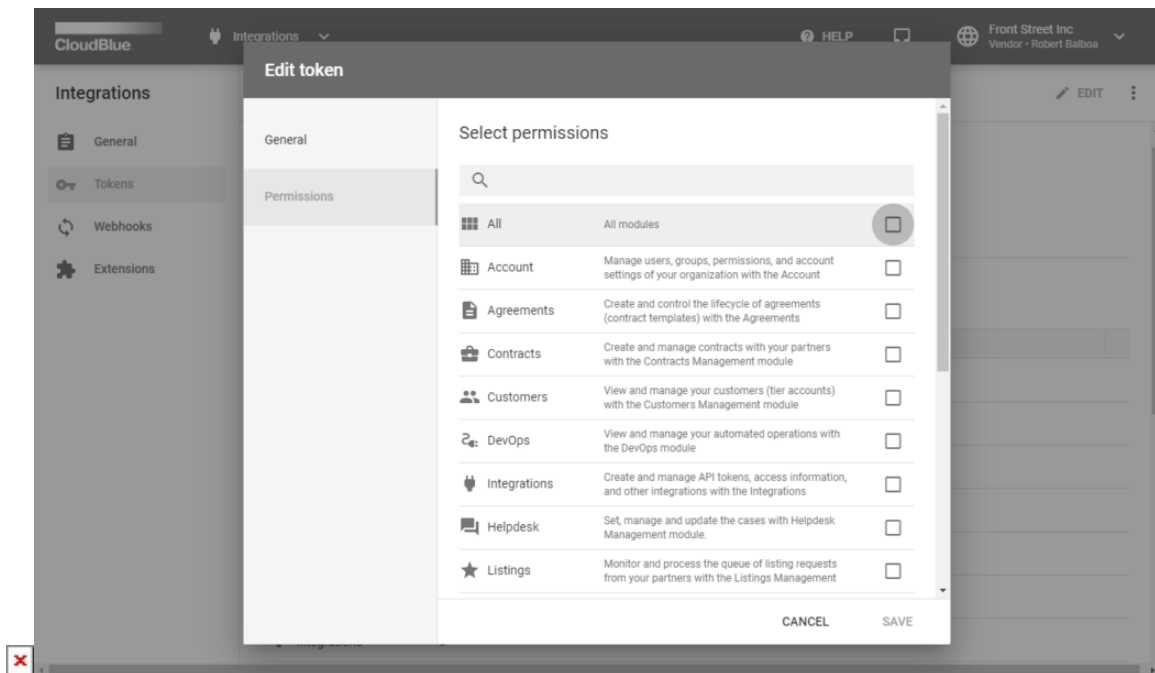 CloudBlue
Integrations
HELP
Front Street Inc
Vendor • Robert Balboa
Integrations
General
Tokens
Webhooks
Extensions
EDIT
Edit token
General
Permissions
Select permissions
All
All modules
Account
Manage users, groups, permissions, and account
settings of your organization with the Account
Agreements
Create and control the lifecycle of agreements
(contract templates) with the Agreements
Contracts
Create and manage contracts with your partners
with the Contracts Management module
Customers
View and manage your customers (tier accounts)
with the Customers Management module
DevOps
View and manage your automated operations with
the DevOps module
Integrations
Create and manage API tokens, access information,
and other integrations with the Integrations
Helpdesk
Set, manage and update the cases with Helpdesk
Management module.
Listings
Monitor and process the queue of listing requests
from your partners with the Listings Management
CANCEL
SAVE